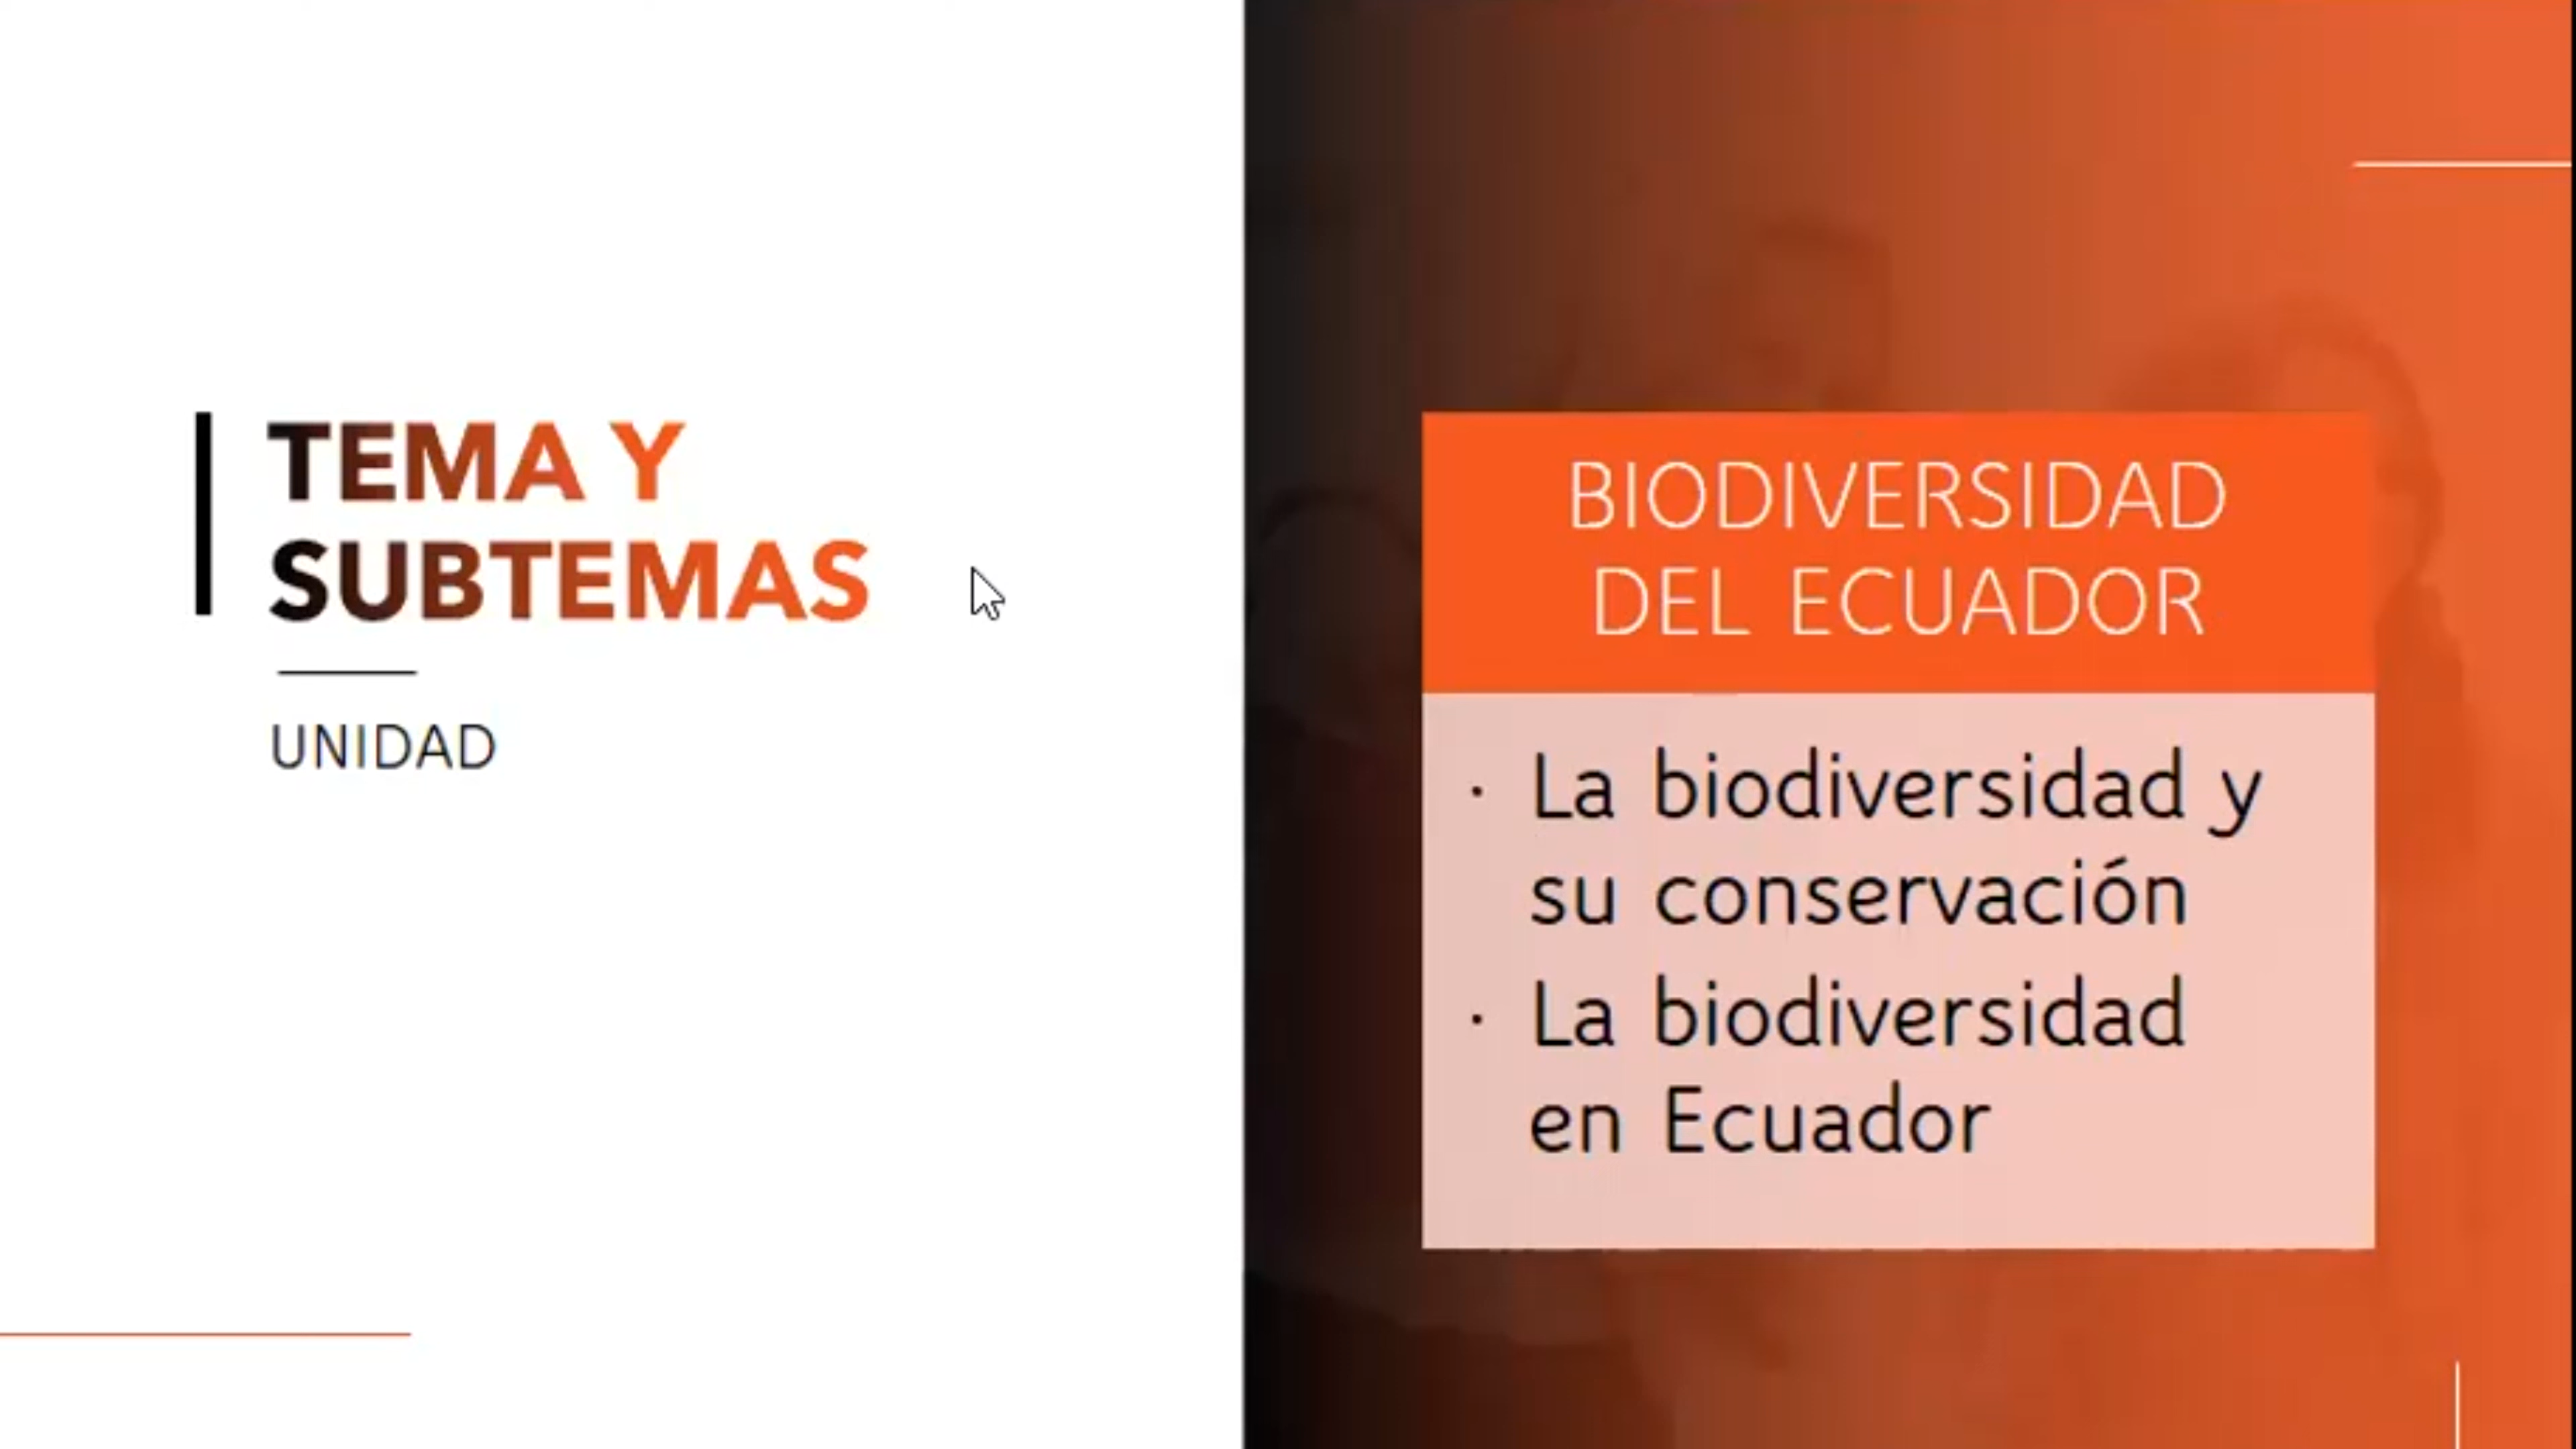 TEMA Y
SUBTEMAS
UNIDAD
BIODIVERSIDAD
DEL ECUADOR
· La biodiversidad y
su conservación
· La biodiversidad
en Ecuador